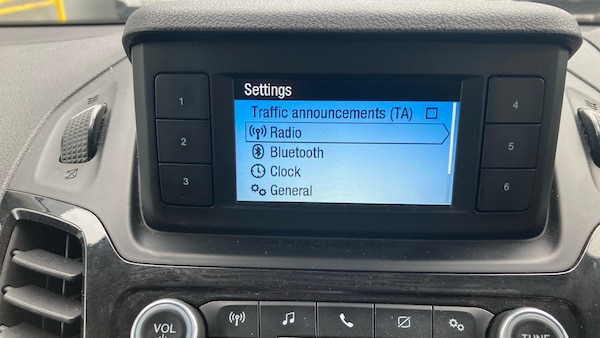 Settings
Traffic announcements (TA)
Radio
Bluetooth
Clock
General
1
2
3
4
5
6
VOL
TUNE